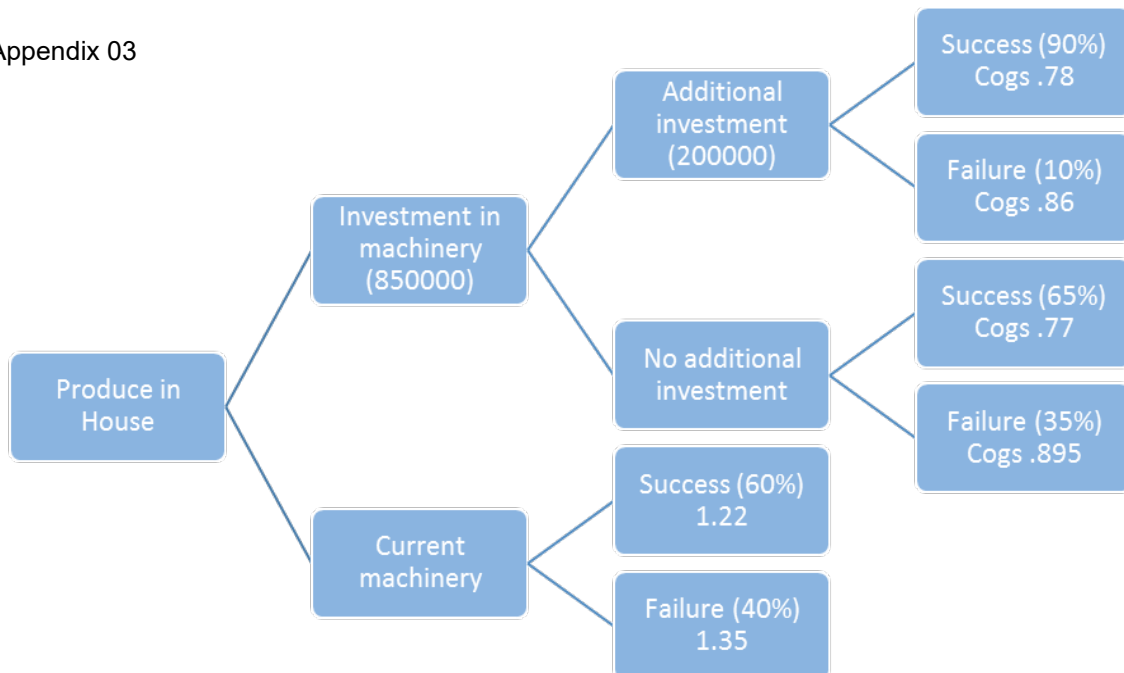 Appendix 03
Success (90%)
Cogs .78
Additional
investment
(200000)
Failure (10%)
Cogs .86
Investment in
machinery
(850000)
Success (65%)
Cogs .77
No additional
investment
Produce in
House
Failure (35%)
Cogs .895
Success (60%)
1.22
Current
machinery
Failure (40%)
1.35